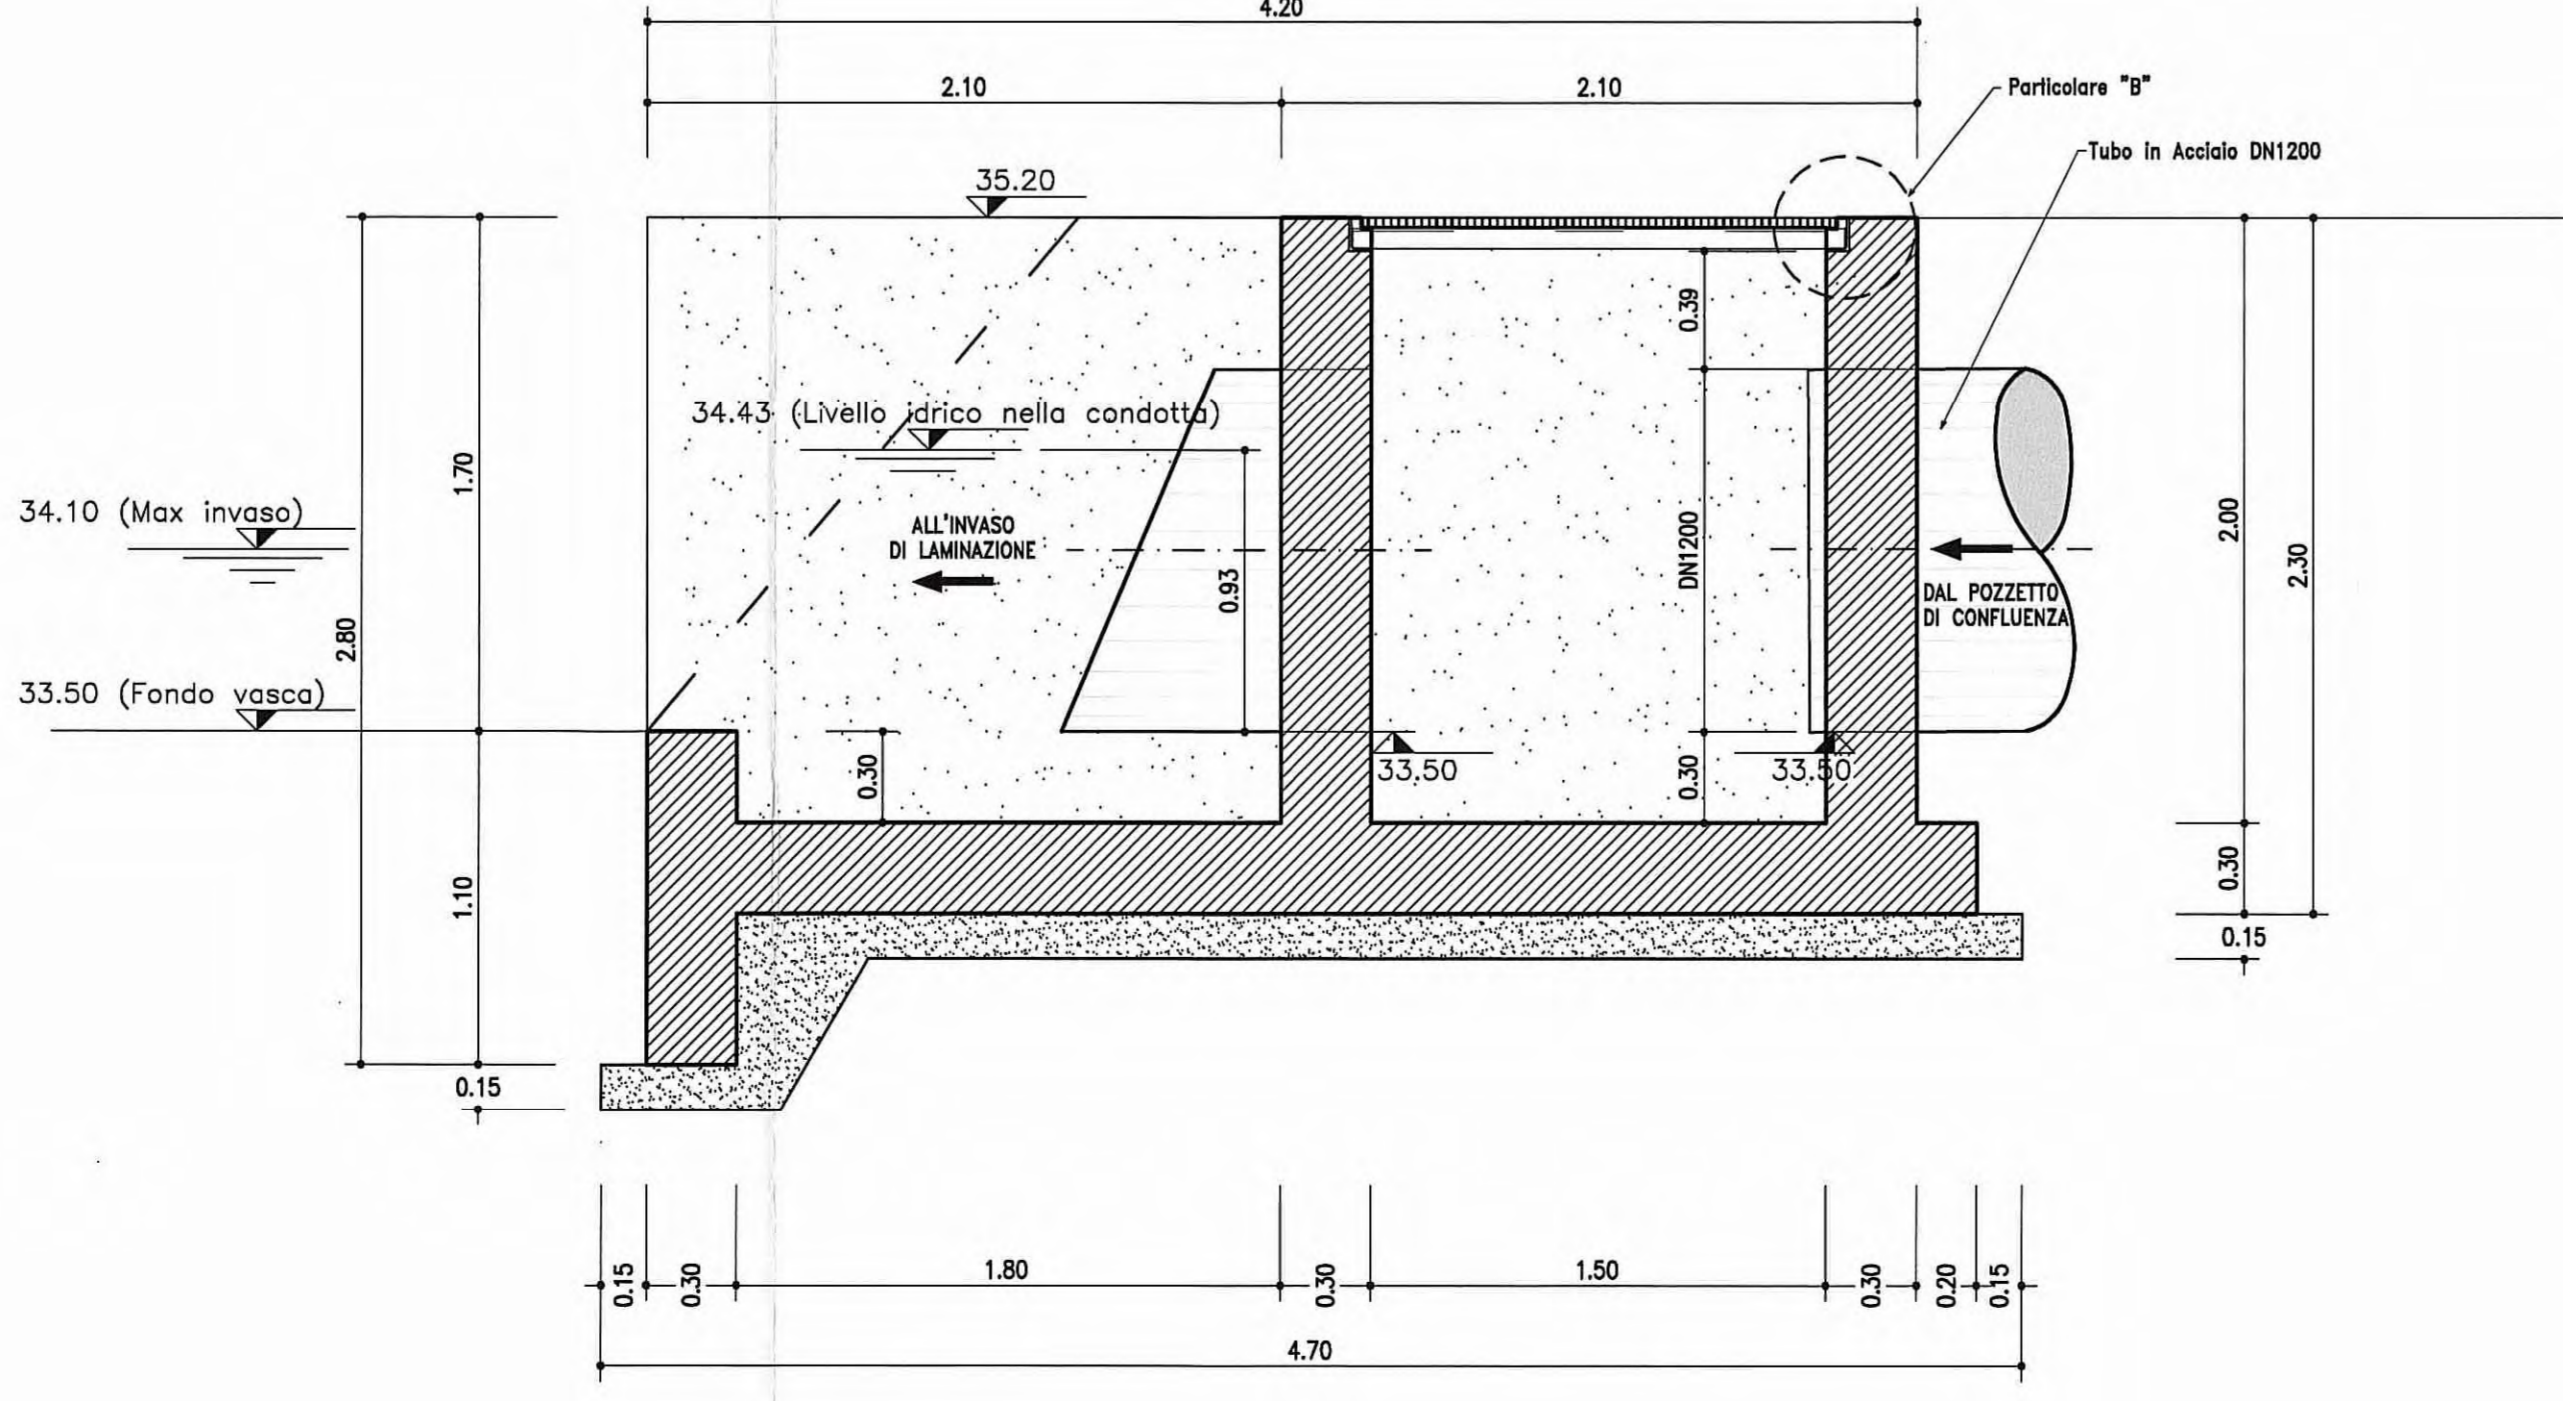 4.20
2.10
2.10
Particolare "B"
Tubo in Acciaio DN1200
35.20
0.39
34.43 (Livello idrico nella condotta)
1.70
34.10 (Max invaso)
ALL'INVASO
DI LAMINAZIONE
DN1200
2.00
2.30
0.93
DAL POZZETTO
DI CONFLUENZA
2.80
33.50 (Fondo vasca)
0.30
33.50
0.30
33.50
0.30
1.10
0.15
0.15
0.15
0.30
1.80
0.30
1.50
0.30
0.20
0.15
4.70